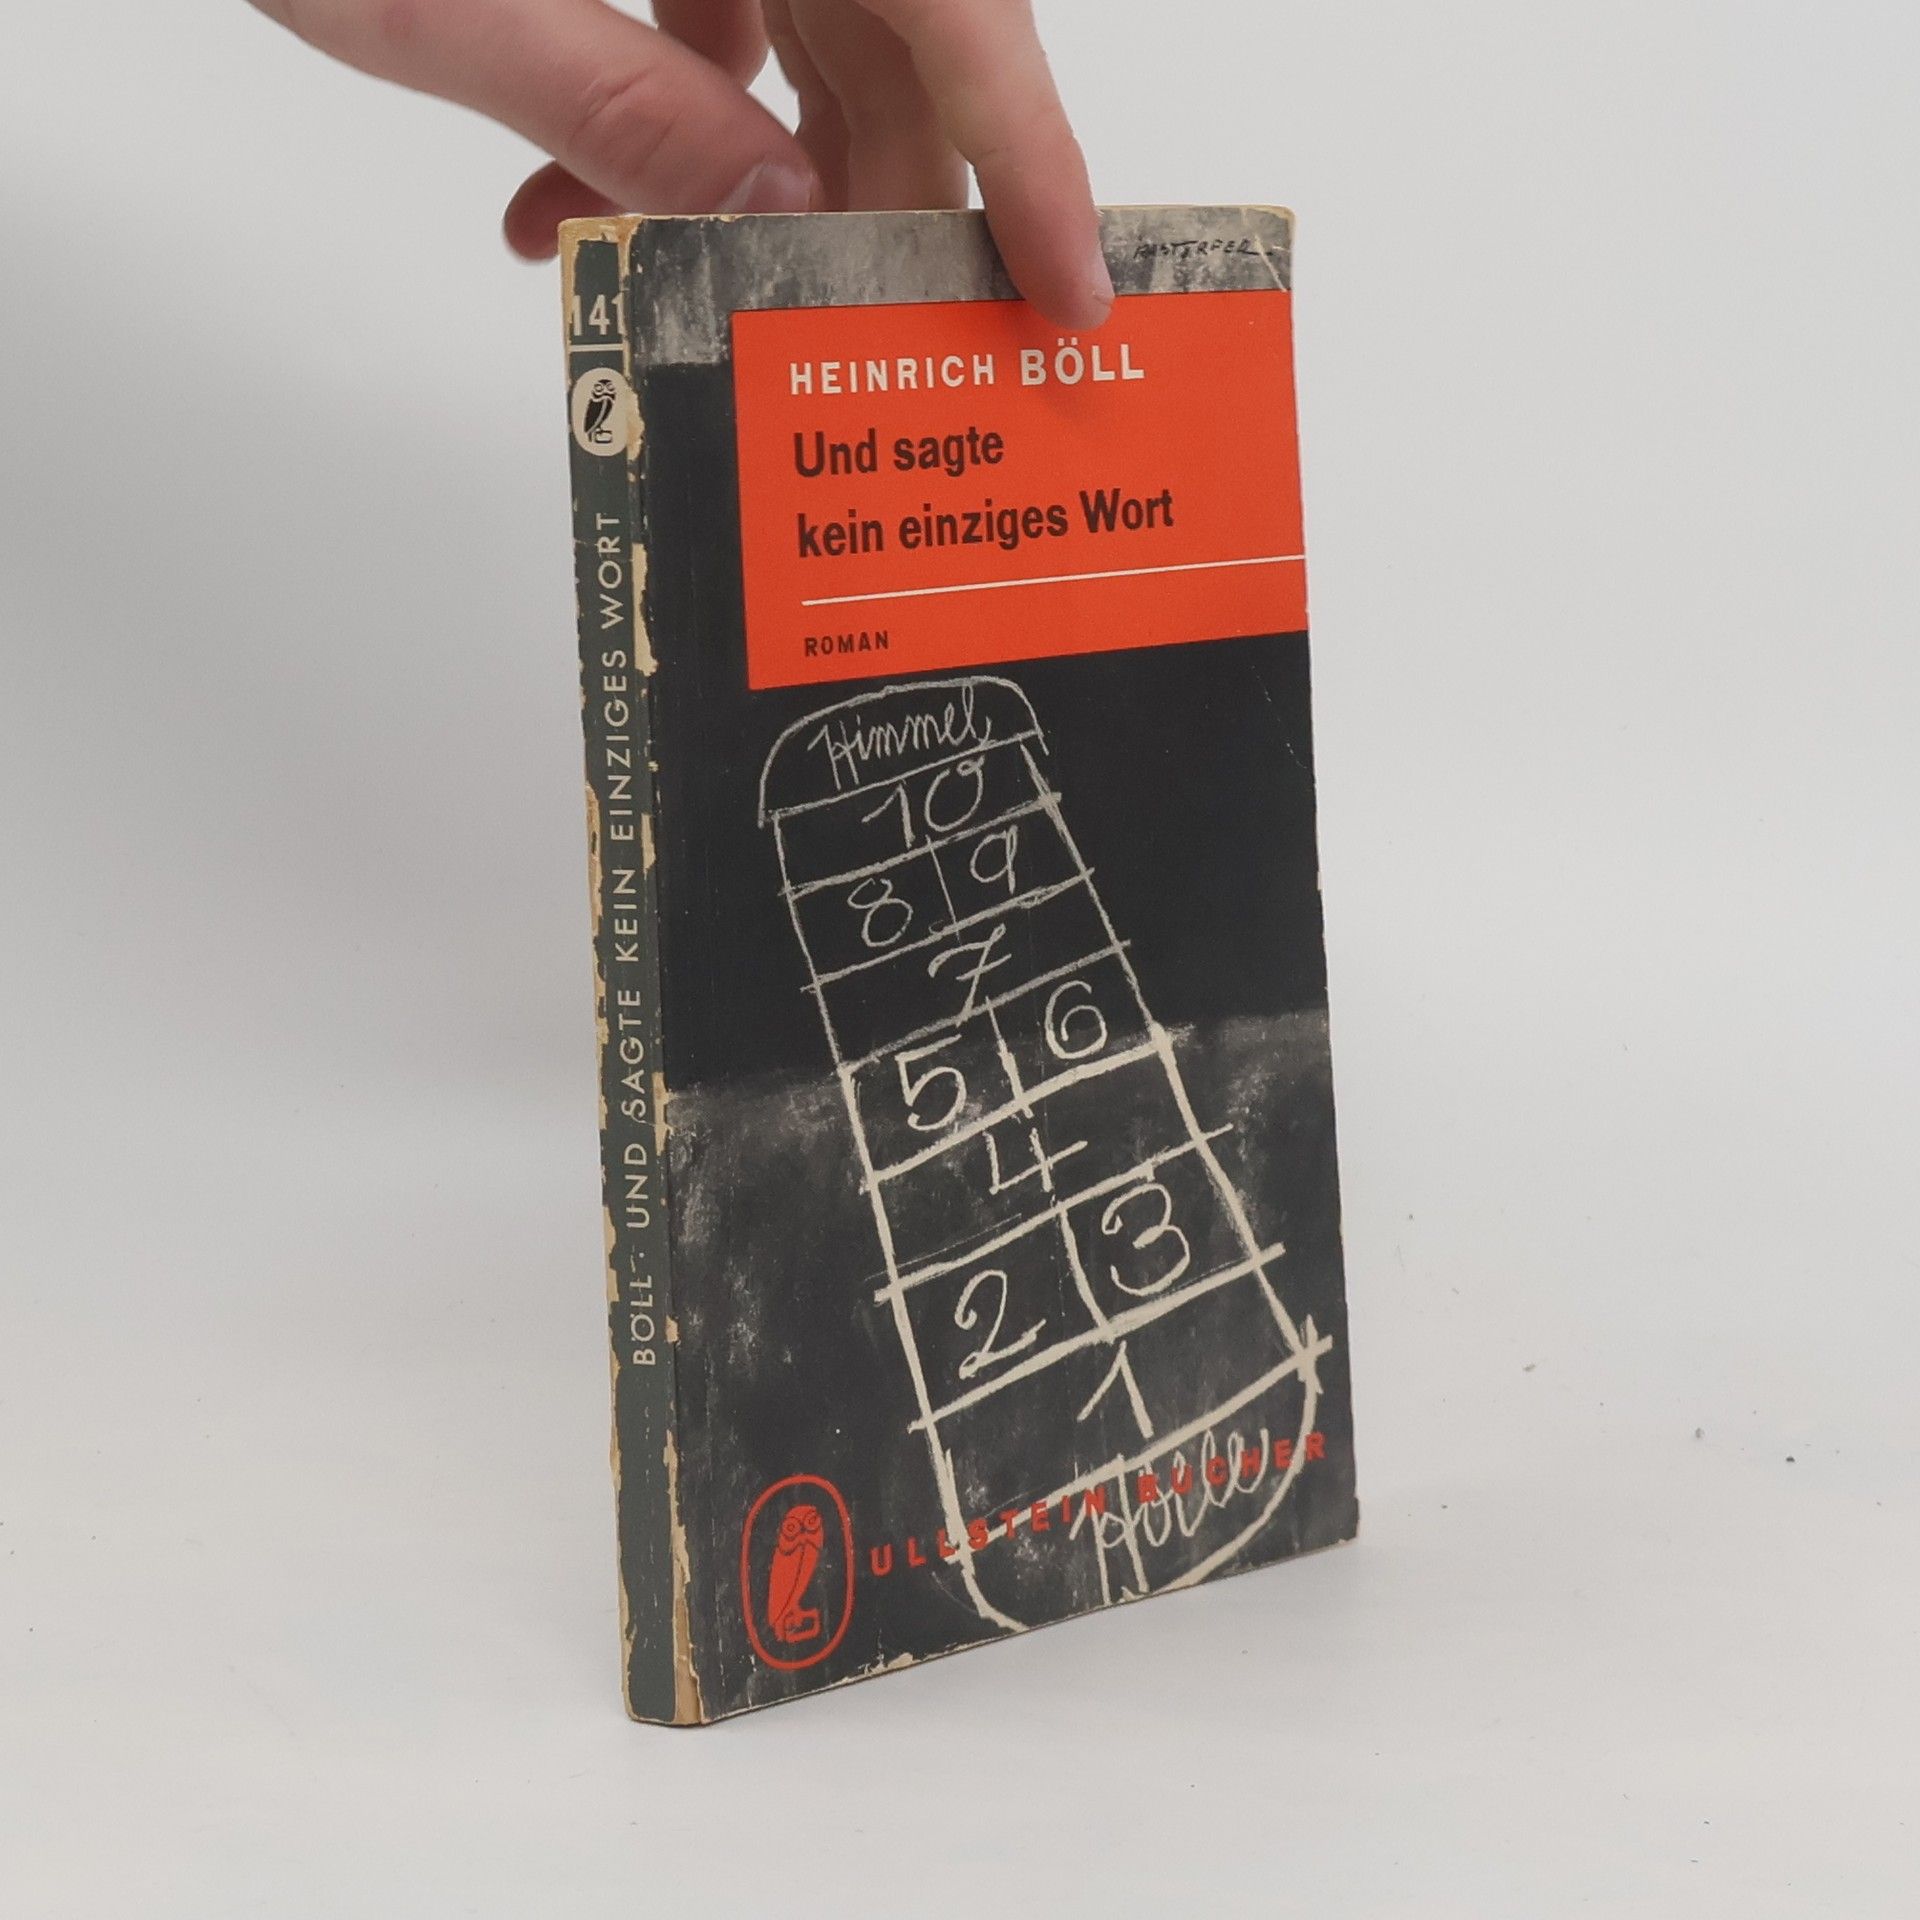 141
BÖLL · UND SAGTE KEIN EINZIGES WORT
HEINRICH BÖLL
Und sagte
kein einziges Wort
ROMAN
Himmel
10
8 9
7
5 6
4
2 3
1
Hölle
ULLSTEIN BÜCHER